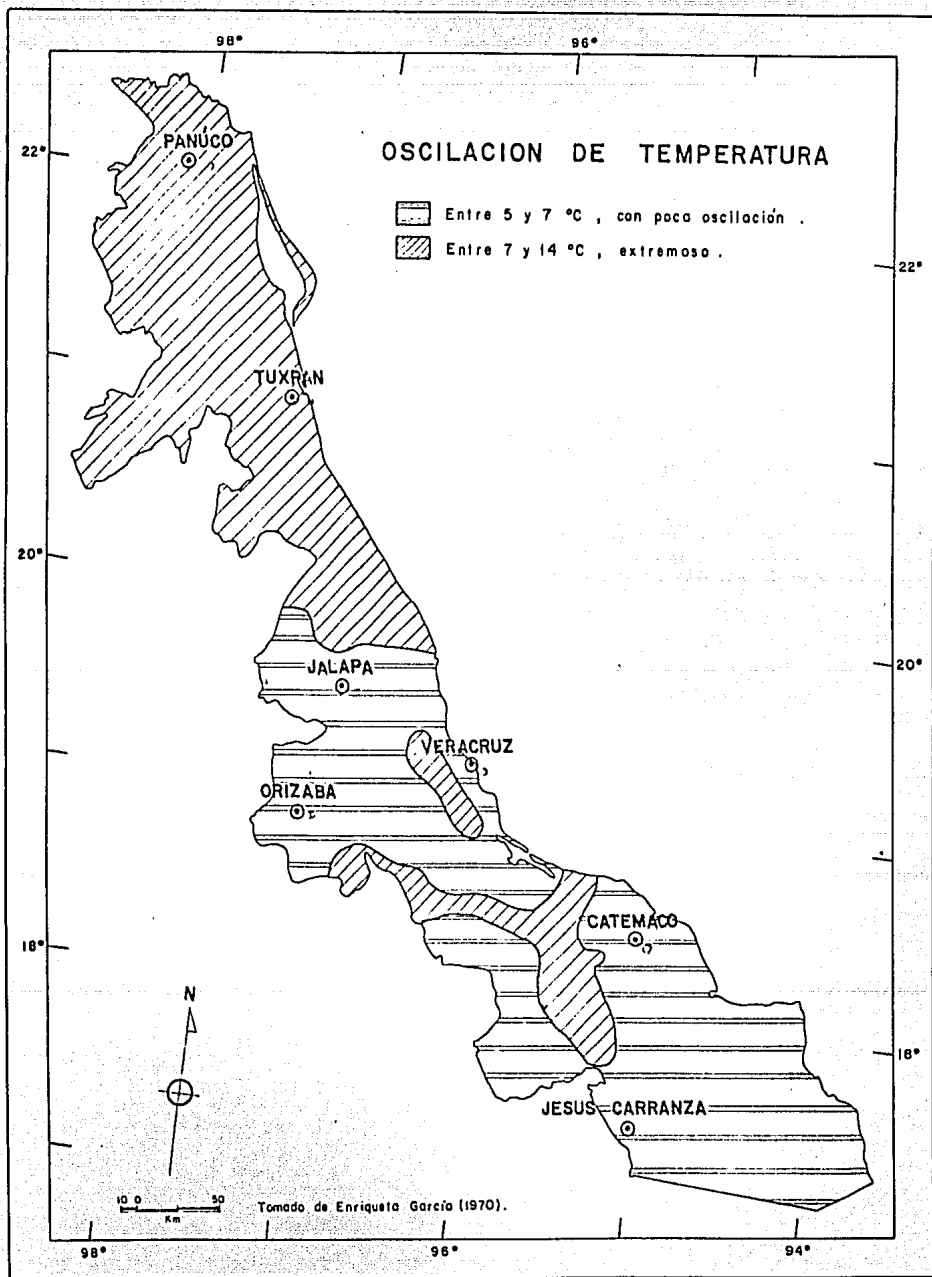 98° 96°
22°
PANÚCO
OSCILACION DE TEMPERATURA
Entre 5 y 7 °C , con poca oscilación .
Entre 7 y 14 °C , extremoso .
22°
TUXPAN
20°
20°
JALAPA
VERACRUZ
ORIZABA
CATEMACO
18°
N
18°
JESUS CARRANZA
10 0 50
Km
Tomado de Enriqueta García (1970).
98° 96° 94°